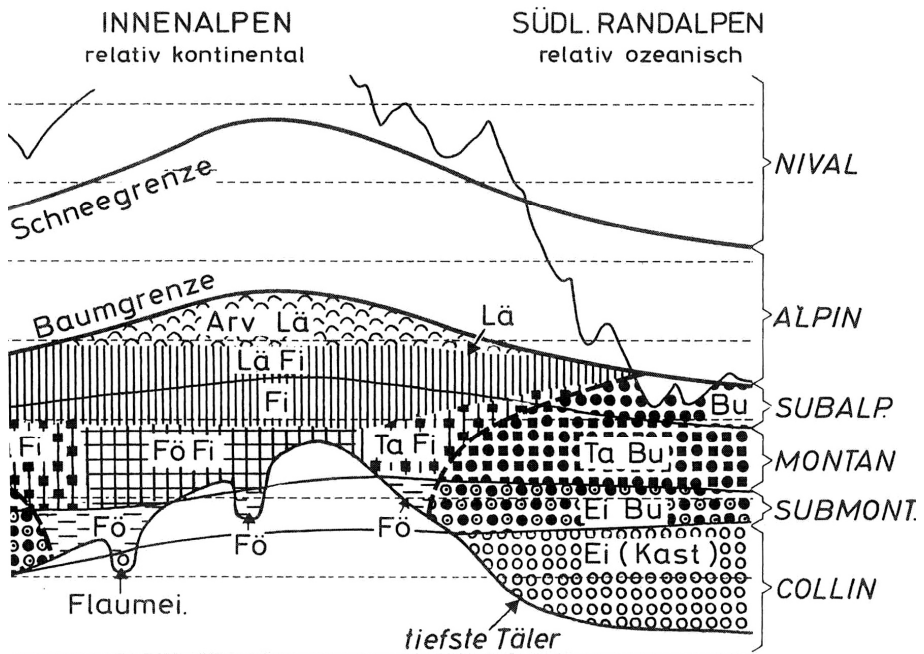 INNENALPEN
relativ kontinental
SÜDL. RANDALPEN
relativ ozeanisch
NIVAL
Schneegrenze
Baumgrenze
ALPIN
Arv Lä
Lä
Lä Fi
Fi
Bu
SUBALP.
Fi
Fö Fi
Ta Fi
Ta Bu
MONTAN
Fö
Fö
Fö
Ei Bu
SUBMONT.
Ei (Kast)
COLLIN
Flaumei.
tiefste Täler